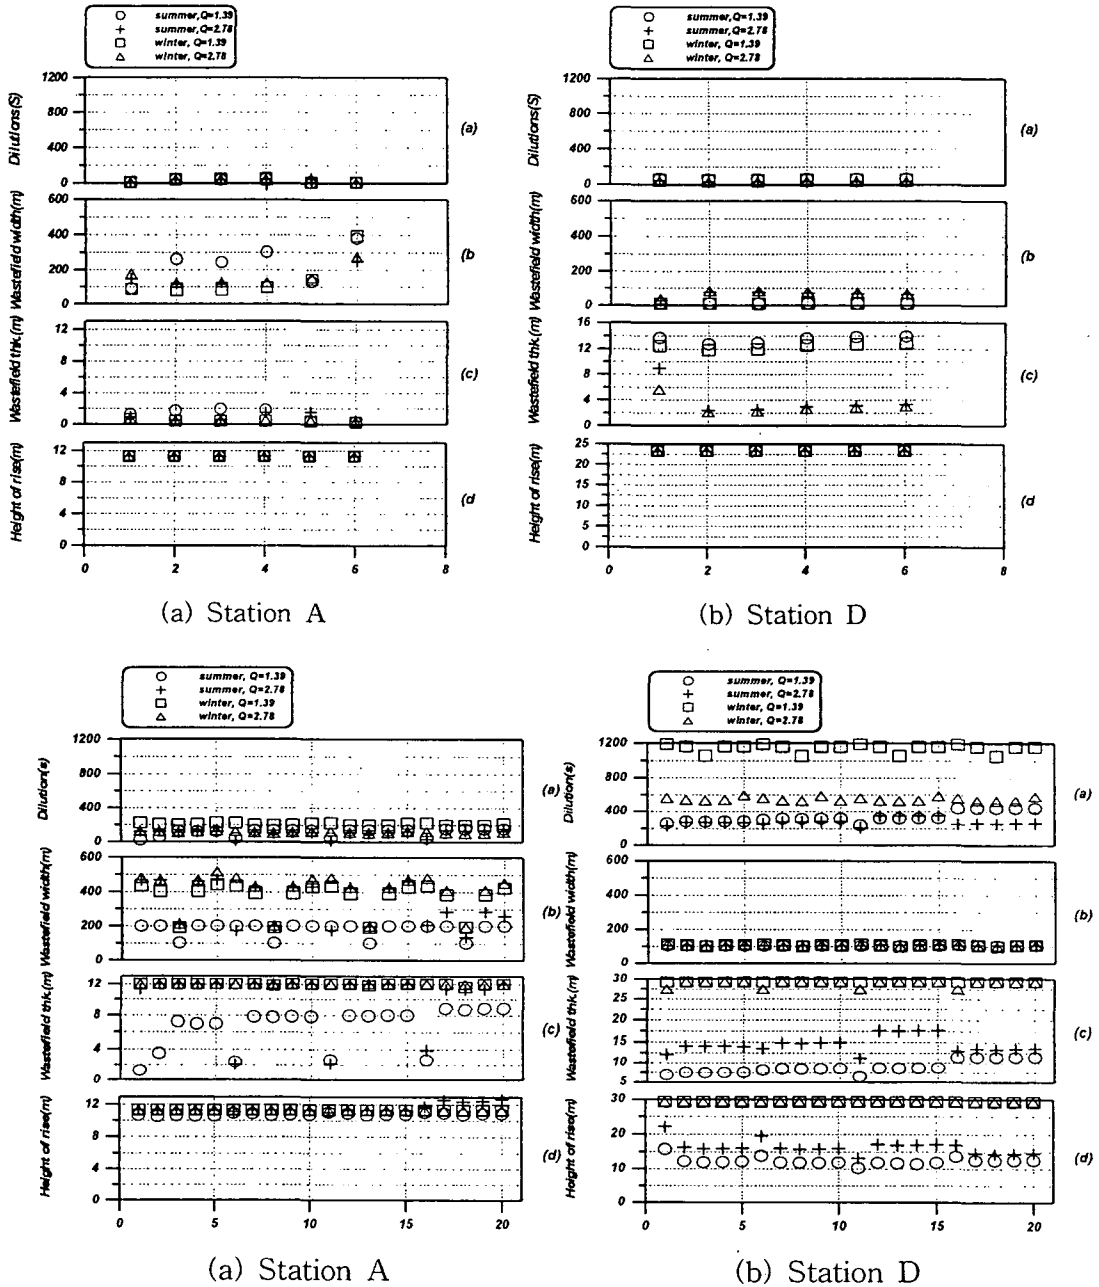 summer,Q=1.39
summer,Q=2.78
winter, Q=1.39
winter, Q=2.78
Dilutions(S)
1200
800
400
0
(a)
Wastefield width(m)
600
400
200
0
(b
Wastefield thk.(m)
12
8
4
0
(c)
Height of rise(m)
12
8
4
0
(d
0 2 4 6 8
(a) Station A
summer, Q=1.39
summer, Q=2.78
winter, Q=1.39
winter, Q=2.78
Dilutions(S)
1200
800
400
0
(a)
Wastefield width(m)
600
400
200
0
(b
Wastefield thk.(m)
16
12
8
4
0
(c)
Height of rise(m)
25
20
15
10
5
0
(d
0 2 4 6 8
(b) Station D
summer, Q=1.39
summer, Q=2.78
winter, Q=1.39
winter, Q=2.78
Dilution(s)
1200
800
400
0
(a)
Wastefield width(m)
600
400
200
0
(b)
Wastefield thk.(m)
12
8
4
0
(c)
Height of rise(m)
12
8
4
0
(d)
0 5 10 15 20
(a) Station A
summer, Q=1.39
summer, Q=2.78
winter, Q=1.39
winter, Q=2.78
Dilution(s)
1200
800
400
0
(a)
Wastefield width(m)
600
400
200
0
(b)
Wastefield thk.(m)
30
25
20
15
10
5
(c)
Height of rise(m)
30
20
10
0
(d)
0 5 10 15 20
(b) Station D